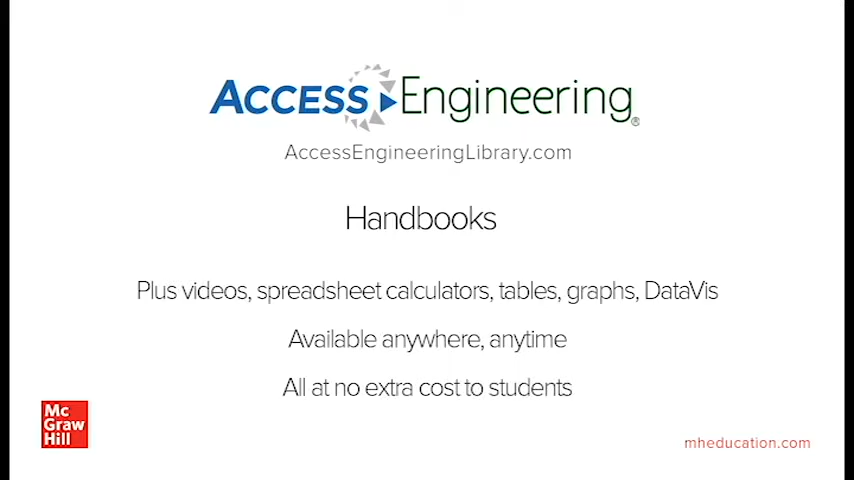 ACCESS Engineering®
AccessEngineeringLibrary.com
Handbooks
Plus videos, spreadsheet calculators, tables, graphs, DataVis
Available anywhere, anytime
All at no extra cost to students
Mc
Graw
Hill
mheducation.com